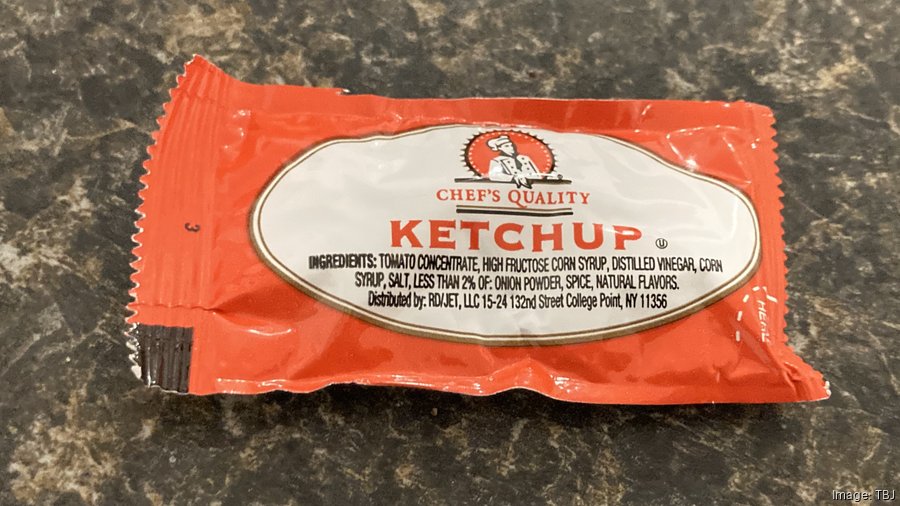 CHEF'S QUALITY
KETCHUP Ⓤ
INGREDIENTS: TOMATO CONCENTRATE, HIGH FRUCTOSE CORN SYRUP, DISTILLED VINEGAR, CORN
SYRUP, SALT, LESS THAN 2% OF: ONION POWDER, SPICE, NATURAL FLAVORS.
Distributed by: RD/JET, LLC 15-24 132nd Street College Point, NY 11356
3
Image: TBJ